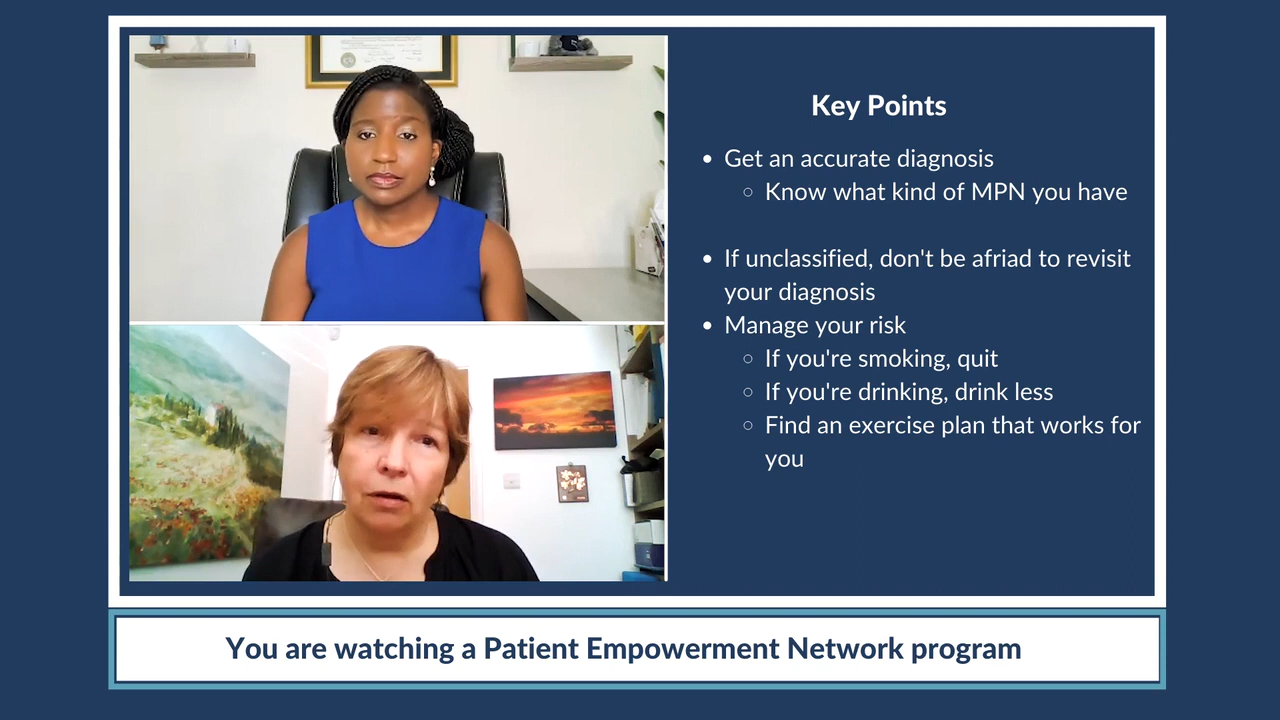 Key Points
• Get an accurate diagnosis
○ Know what kind of MPN you have
• If unclassified, don't be afriad to revisit
your diagnosis
• Manage your risk
○ If you're smoking, quit
○ If you're drinking, drink less
○ Find an exercise plan that works for
you
You are watching a Patient Empowerment Network program